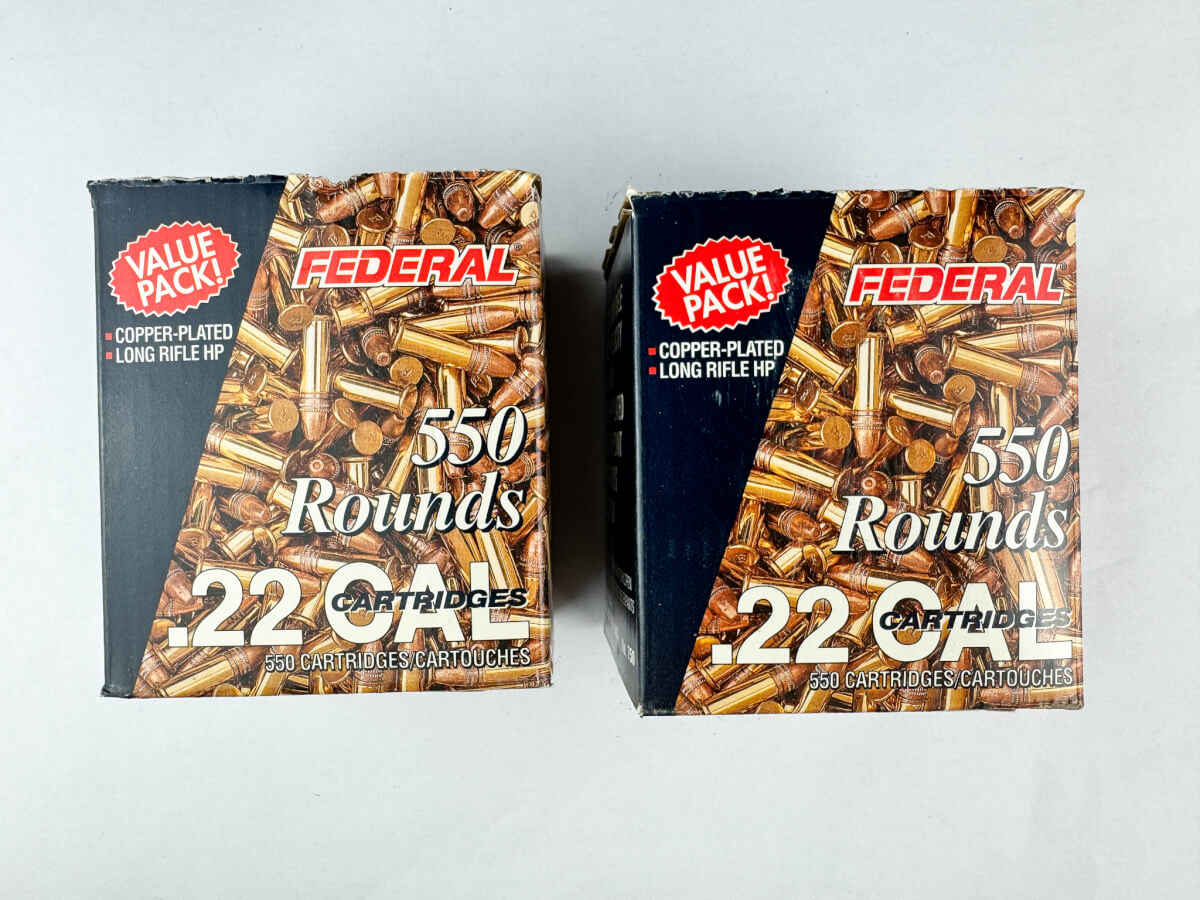 VALUE
PACK!
FEDERAL®
COPPER-PLATED
LONG RIFLE HP
550
Rounds
.22 CAL
CARTRIDGES
550 CARTRIDGES/CARTOUCHES
VALUE
PACK!
FEDERAL®
COPPER-PLATED
LONG RIFLE HP
550
Rounds
.22 CAL
CARTRIDGES
550 CARTRIDGES/CARTOUCHES